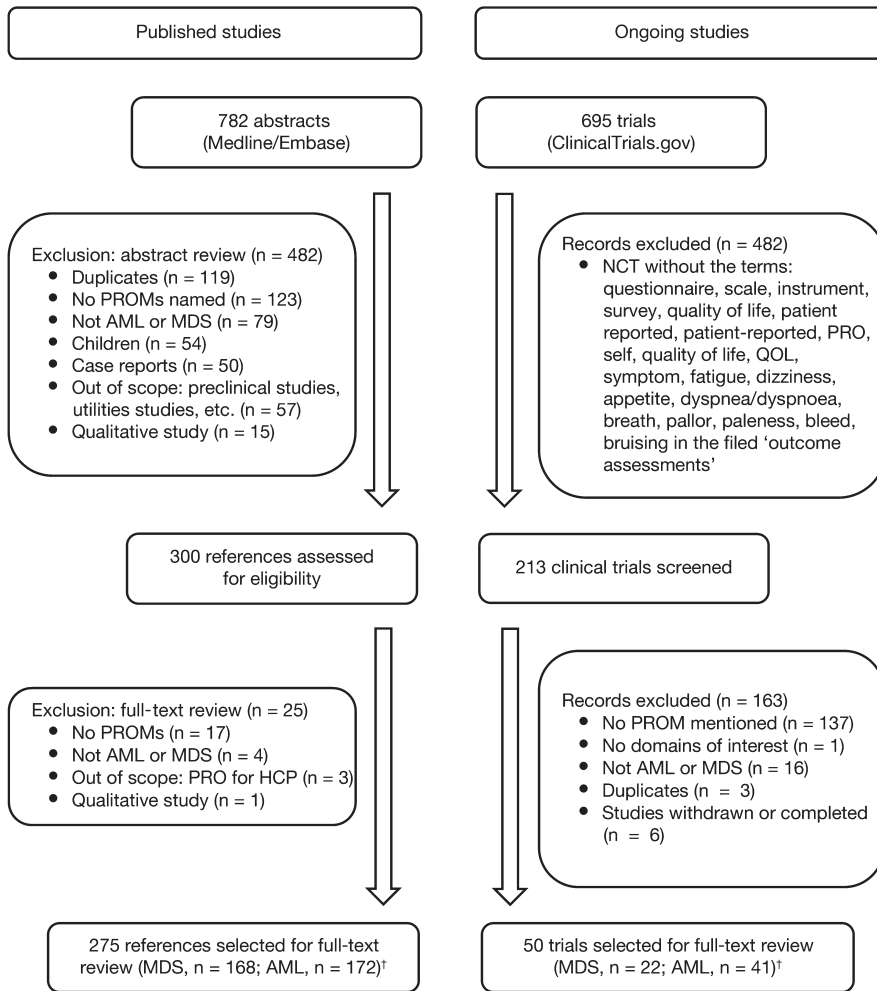 Published studies
Ongoing studies
782 abstracts
(Medline/Embase)
695 trials
(ClinicalTrials.gov)
Exclusion: abstract review (n = 482)
• Duplicates (n = 119)
• No PROMs named (n = 123)
• Not AML or MDS (n = 79)
• Children (n = 54)
• Case reports (n = 50)
• Out of scope: preclinical studies,
utilities studies, etc. (n = 57)
• Qualitative study (n = 15)
Records excluded (n = 482)
• NCT without the terms:
questionnaire, scale, instrument,
survey, quality of life, patient
reported, patient-reported, PRO,
self, quality of life, QOL,
symptom, fatigue, dizziness,
appetite, dyspnea/dyspnoea,
breath, pallor, paleness, bleed,
bruising in the filed ‘outcome
assessments’
300 references assessed
for eligibility
213 clinical trials screened
Exclusion: full-text review (n = 25)
• No PROMs (n = 17)
• Not AML or MDS (n = 4)
• Out of scope: PRO for HCP (n = 3)
• Qualitative study (n = 1)
Records excluded (n = 163)
• No PROM mentioned (n = 137)
• No domains of interest (n = 1)
• Not AML or MDS (n = 16)
• Duplicates (n = 3)
• Studies withdrawn or completed
(n = 6)
275 references selected for full-text
review (MDS, n = 168; AML, n = 172)†
50 trials selected for full-text review
(MDS, n = 22; AML, n = 41)†